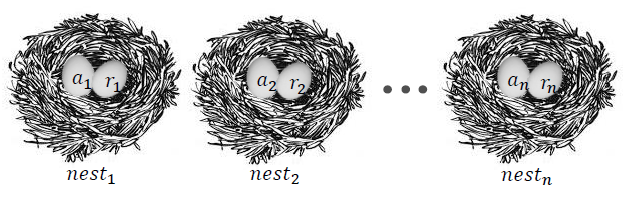 a₁ r₁ a₂ r₂ aₙ rₙ
nest₁ nest₂ nestₙ